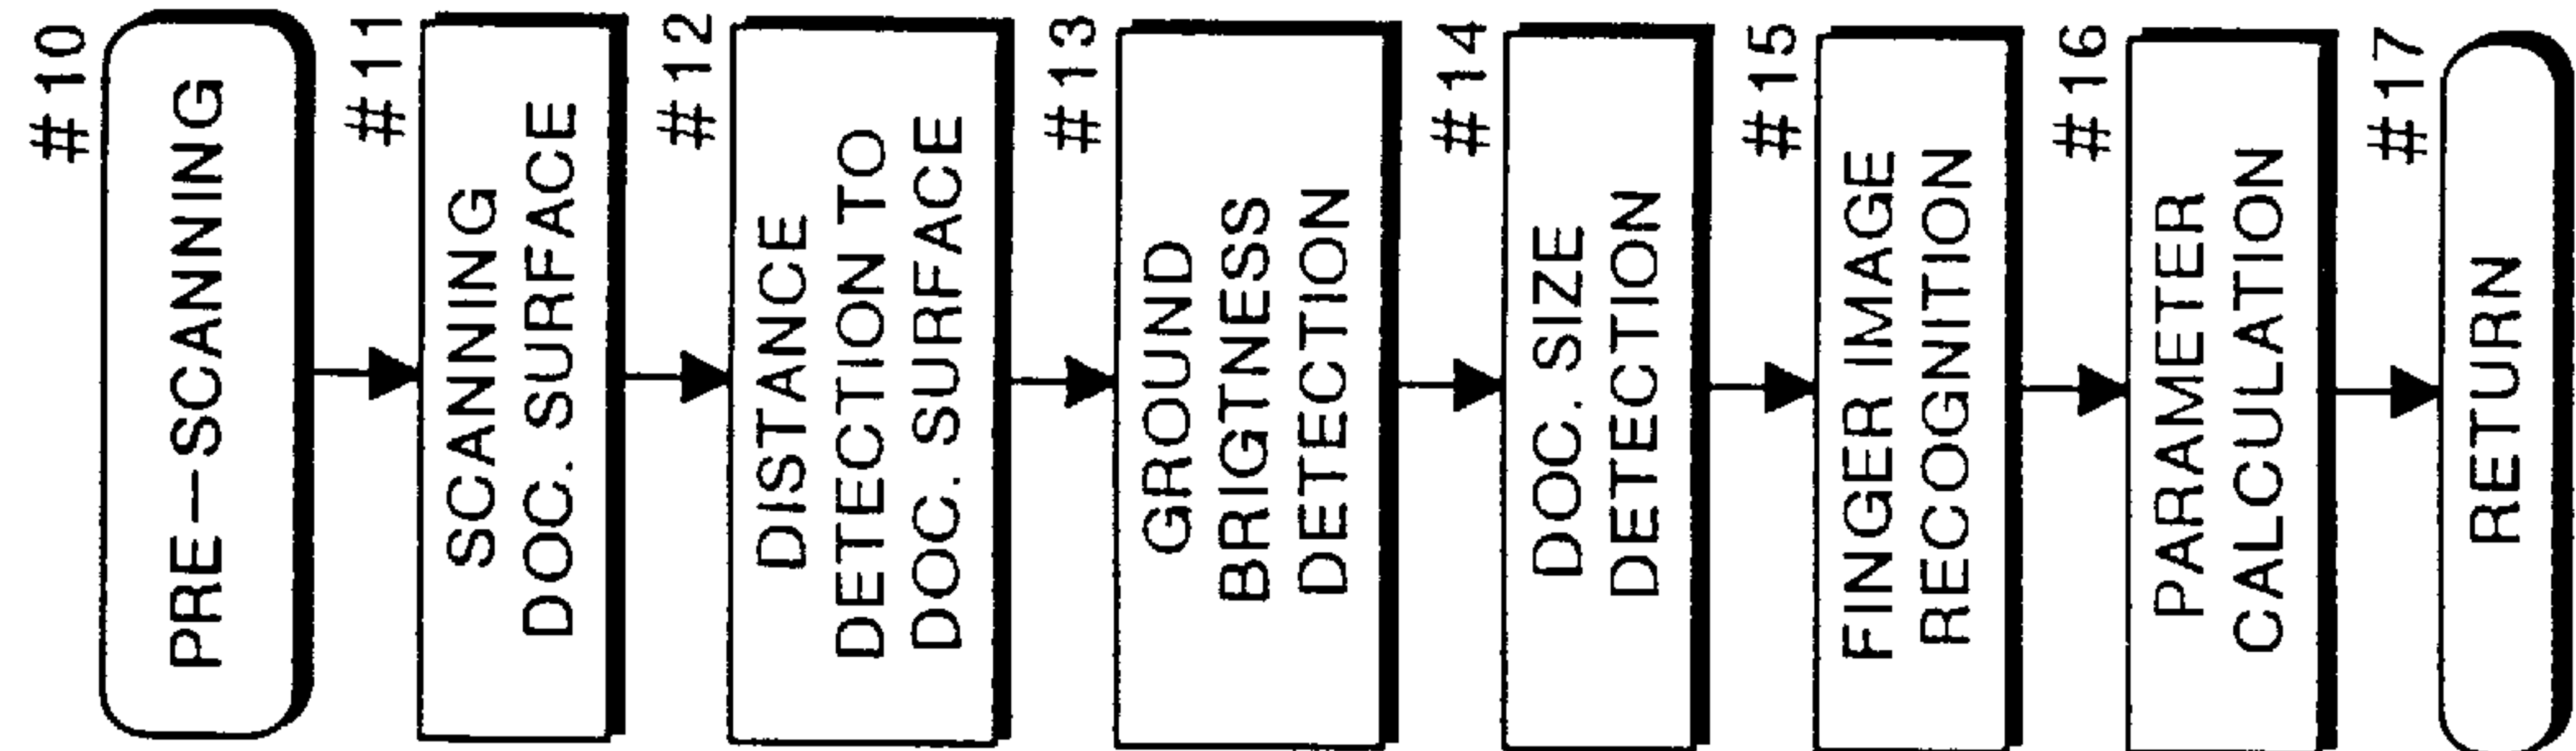 #10
PRE—SCANNING
#11
SCANNING
DOC. SURFACE
#12
DISTANCE
DETECTION TO
DOC. SURFACE
#13
GROUND
BRIGTNESS
DETECTION
#14
DOC. SIZE
DETECTION
#15
FINGER IMAGE
RECOGNITION
#16
PARAMETER
CALCULATION
#17
RETURN